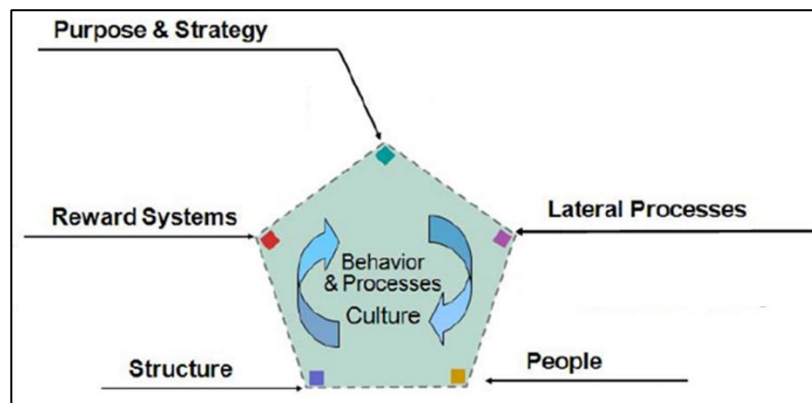 Purpose & Strategy
Reward Systems
Lateral Processes
Behavior
& Processes
Culture
Structure
People